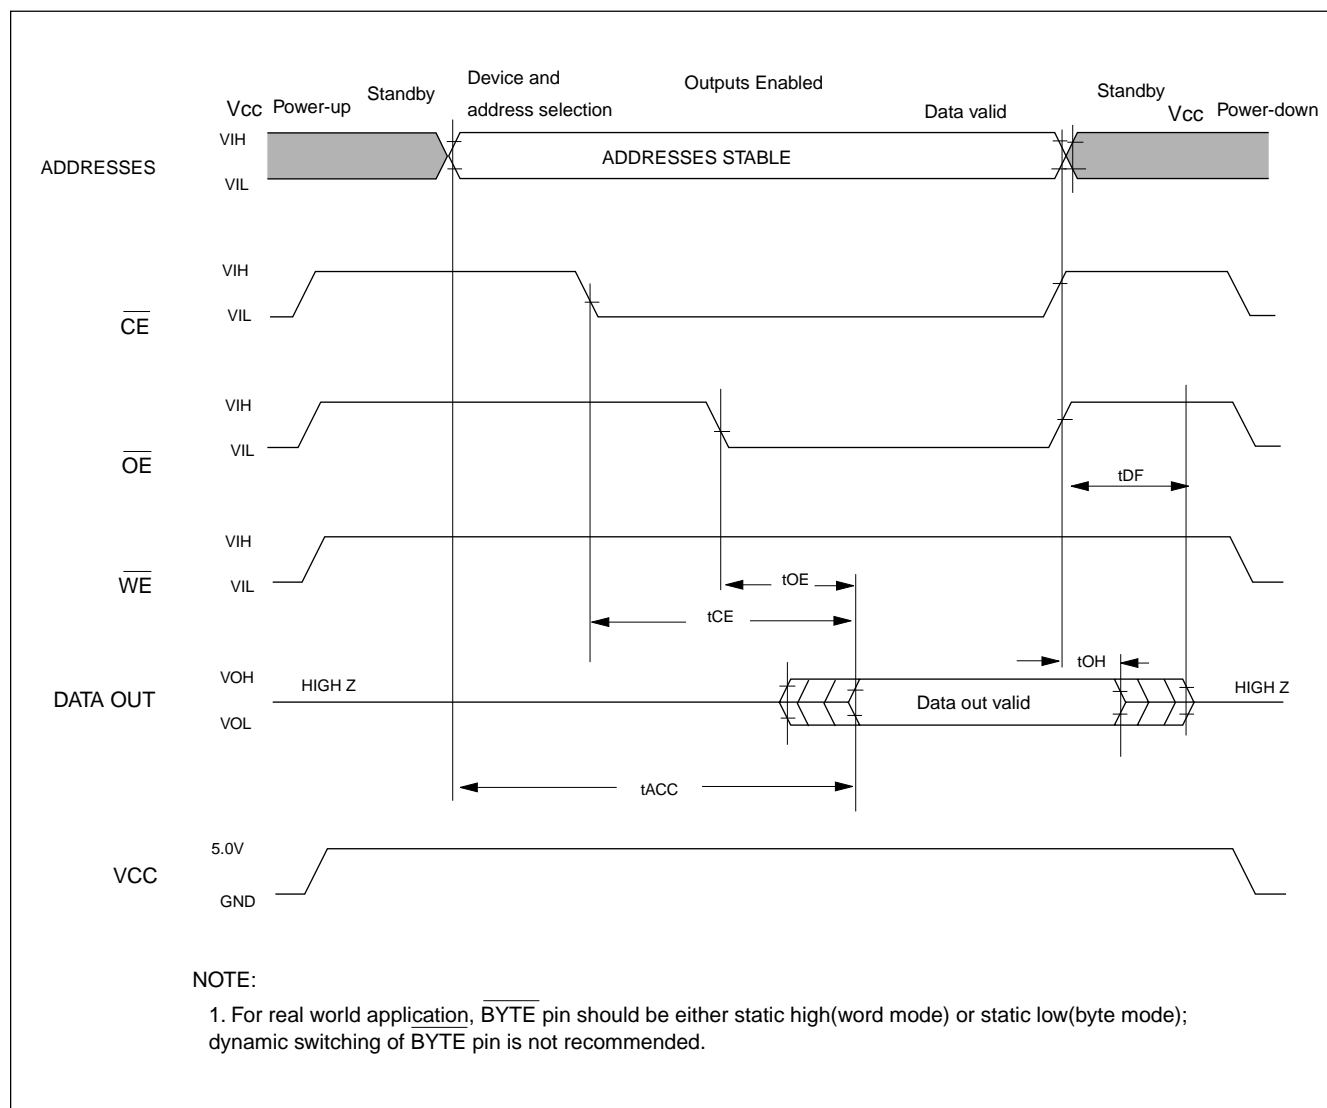 Device and
address selection
Outputs Enabled
Standby
Data valid
Standby
Vcc Power-up
Vcc Power-down
ADDRESSES
VIH
VIL
ADDRESSES STABLE
CE
VIH
VIL
OE
VIH
VIL
tDF
WE
VIH
VIL
tOE
tCE
tOH
DATA OUT
VOH
VOL
HIGH Z
Data out valid
HIGH Z
tACC
VCC
5.0V
GND
NOTE:
1. For real world application, BYTE pin should be either static high(word mode) or static low(byte mode);
dynamic switching of BYTE pin is not recommended.